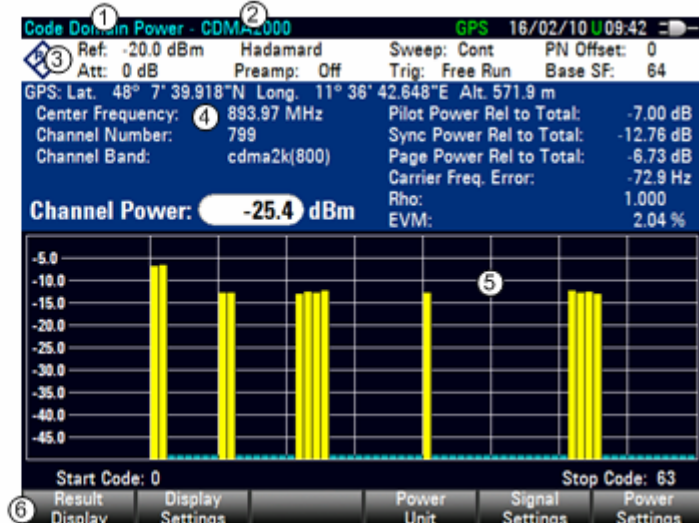 ① ②
Code Domain Power - CDMA2000 GPS 16/02/10 U 09:42
③ Ref: -20.0 dBm Hadamard Sweep: Cont PN Offset: 0
Att: 0 dB Preamp: Off Trig: Free Run Base SF: 64
GPS: Lat. 48° 7' 39.918"N Long. 11° 36' 42.648"E Alt. 571.9 m
Center Frequency: ④ 893.97 MHz Pilot Power Rel to Total: -7.00 dB
Channel Number: 799 Sync Power Rel to Total: -12.76 dB
Channel Band: cdma2k(800) Page Power Rel to Total: -6.73 dB
Carrier Freq. Error: -72.9 Hz
Channel Power: -25.4 dBm Rho: 1.000
EVM: 2.04 %
-5.0
-10.0 ⑤
-15.0
-20.0
-25.0
-30.0
-35.0
-40.0
-45.0
Start Code: 0 Stop Code: 63
Result Display Power Signal Power
⑥ Display Settings Unit Settings Settings